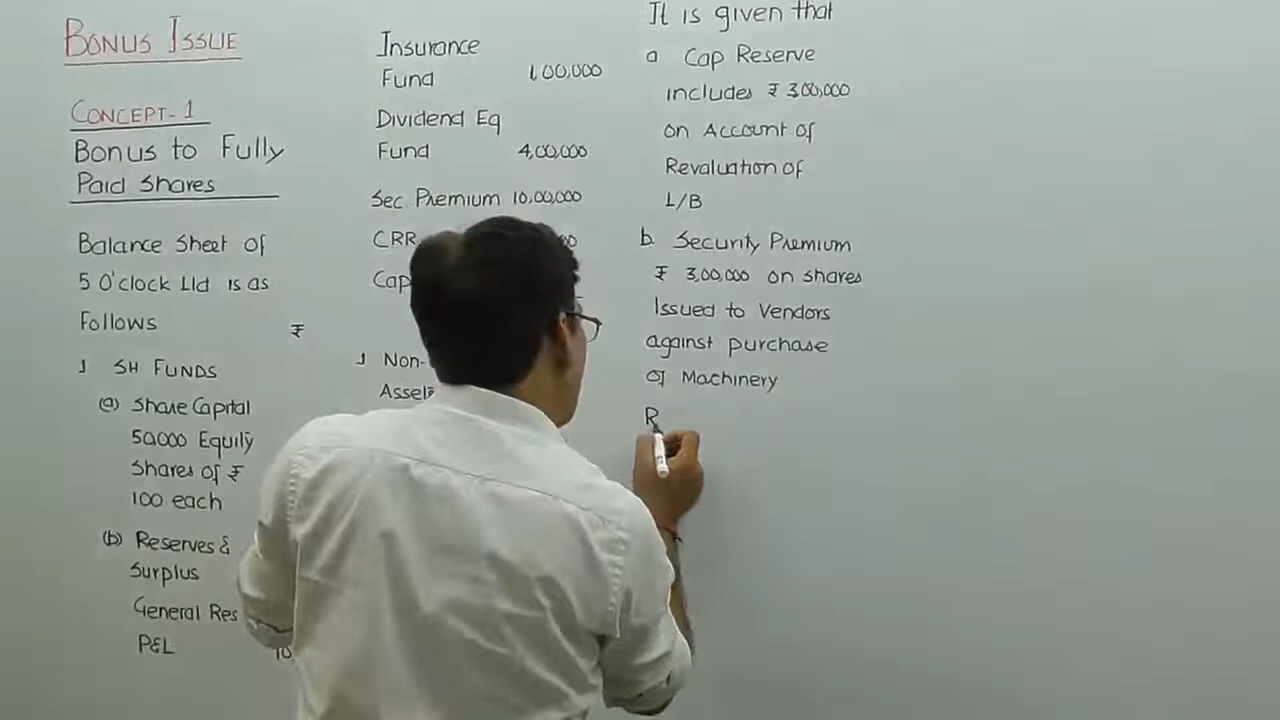 BONUS ISSUE
CONCEPT-1
Bonus to Fully
Paid Shares
Balance Sheet of
5 O'clock Ltd is as
Follows ₹
1 SH FUNDS
(a) Share Capital
50,000 Equity
Shares of ₹
100 each
(b) Reserves &
Surplus
General Res
P&L 10,
Insurance
Fund 1,00,000
Dividend Eq
Fund 4,00,000
Sec. Premium 10,00,000
CRR
Cap
1 Non-
It is given that
a Cap Reserve
includes ₹ 3,00,000
on Account of
Revaluation of
L/B
b. Security Premium
₹ 3,00,000 on shares
Issued to Vendors
against purchase
of Machinery
R